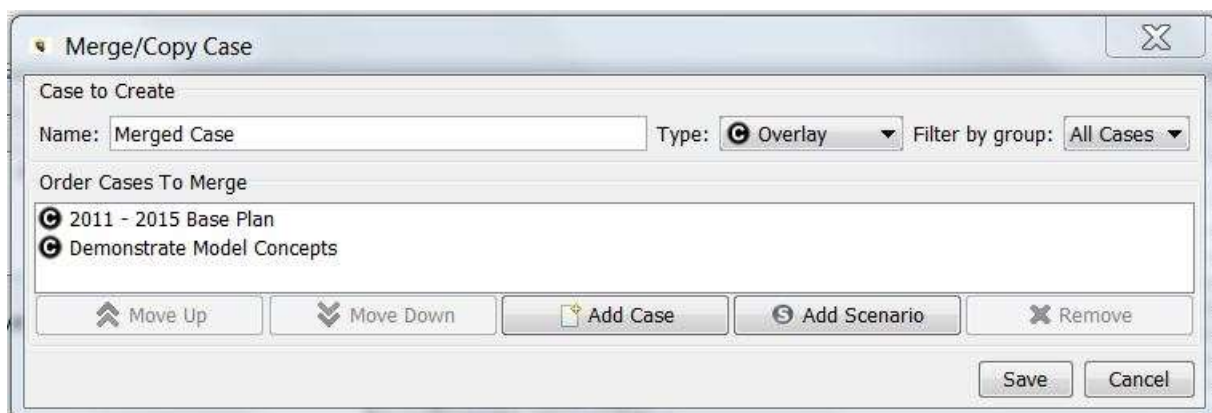 Merge/Copy Case
Case to Create
Name: Merged Case Type: C Overlay Filter by group: All Cases
Order Cases To Merge
C 2011 - 2015 Base Plan
C Demonstrate Model Concepts
Move Up Move Down Add Case S Add Scenario Remove
Save Cancel